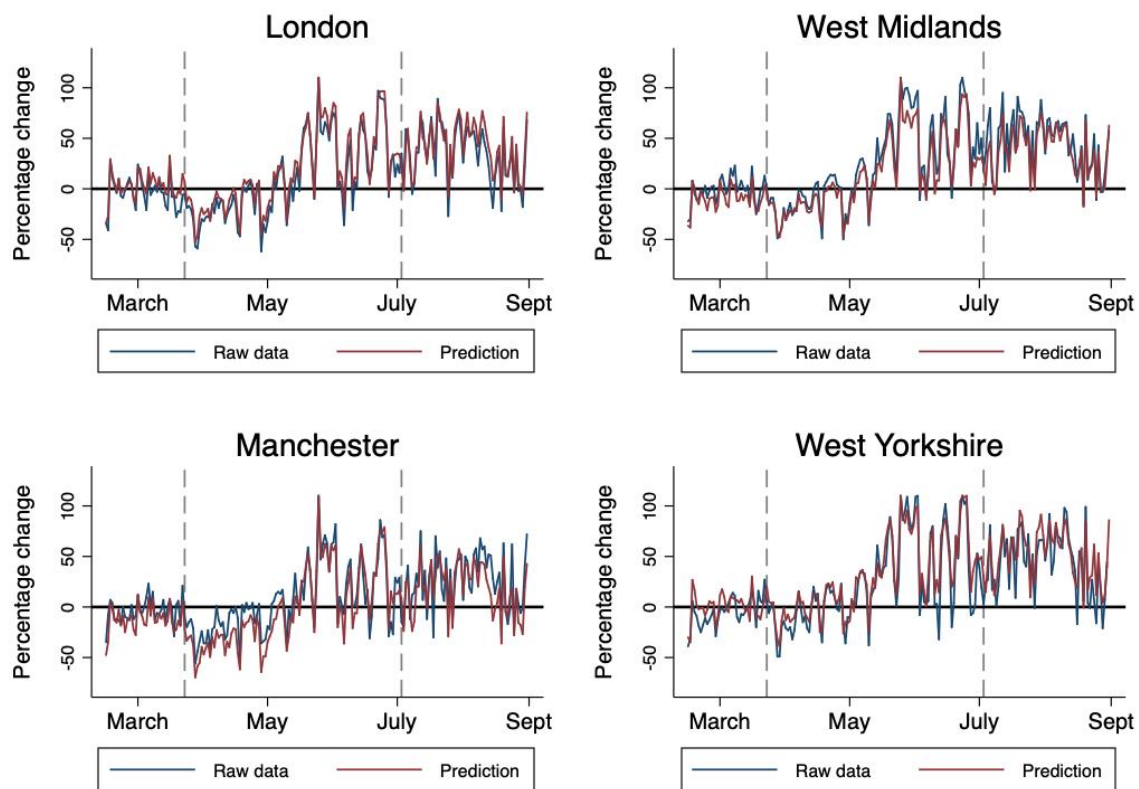 London
Percentage change
100
50
0
-50
March May July Sept
Raw data Prediction
West Midlands
Percentage change
100
50
0
-50
March May July Sept
Raw data Prediction
Manchester
Percentage change
100
50
0
-50
March May July Sept
Raw data Prediction
West Yorkshire
Percentage change
100
50
0
-50
March May July Sept
Raw data Prediction